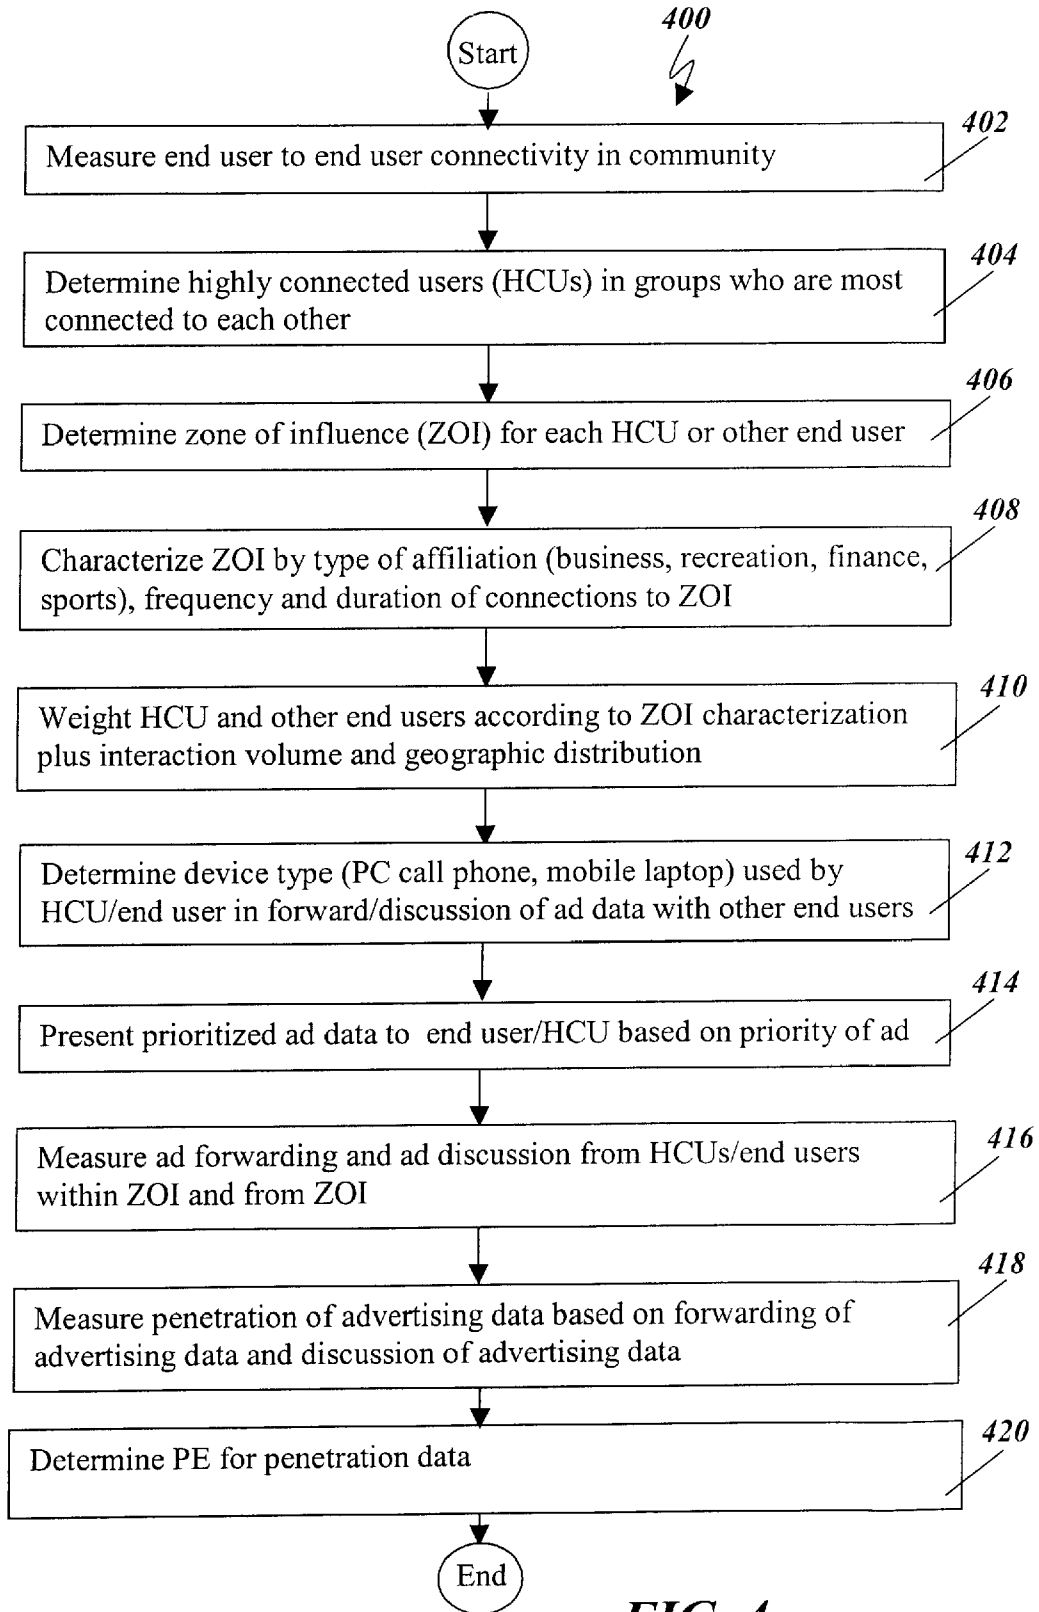 Start
400
402
Measure end user to end user connectivity in community
404
Determine highly connected users (HCUs) in groups who are most
connected to each other
406
Determine zone of influence (ZOI) for each HCU or other end user
408
Characterize ZOI by type of affiliation (business, recreation, finance,
sports), frequency and duration of connections to ZOI
410
Weight HCU and other end users according to ZOI characterization
plus interaction volume and geographic distribution
412
Determine device type (PC call phone, mobile laptop) used by
HCU/end user in forward/discussion of ad data with other end users
414
Present prioritized ad data to end user/HCU based on priority of ad
416
Measure ad forwarding and ad discussion from HCUs/end users
within ZOI and from ZOI
418
Measure penetration of advertising data based on forwarding of
advertising data and discussion of advertising data
420
Determine PE for penetration data
End
FIG. 4